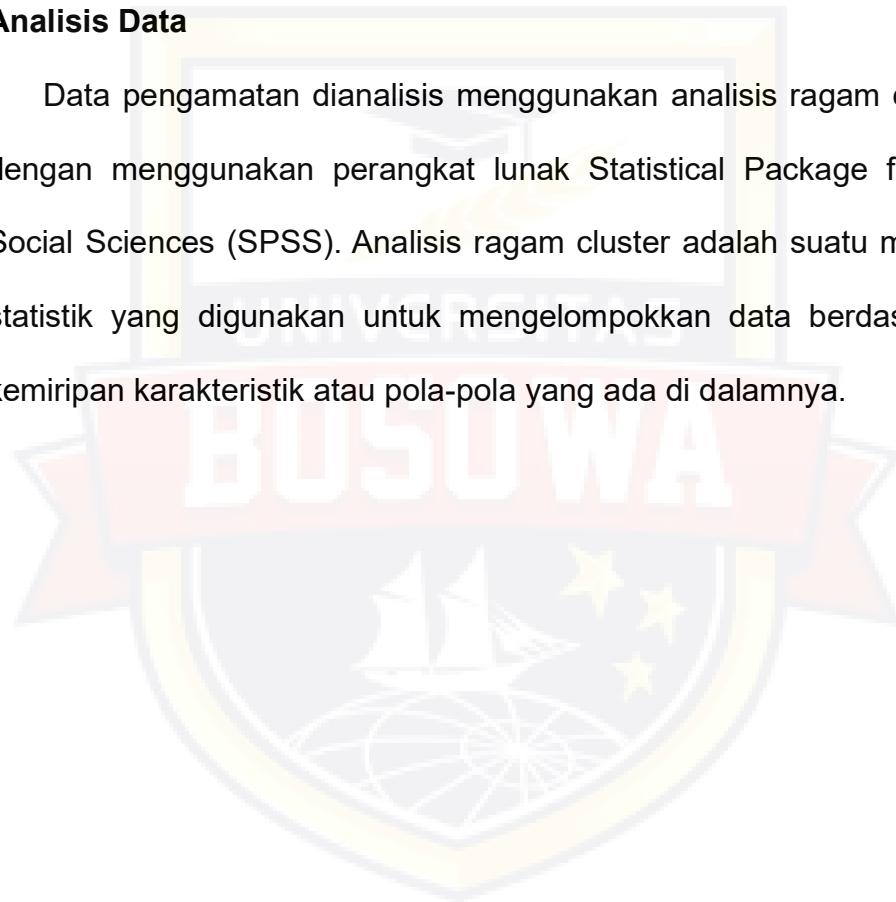 Analisis Data
Data pengamatan dianalisis menggunakan analisis ragam
dengan menggunakan perangkat lunak Statistical Package
Social Sciences (SPSS). Analisis ragam cluster adalah suatu
statistik yang digunakan untuk mengelompokkan data
kemiripan karakteristik atau pola-pola yang ada di dalamnya.
UNIVERSITAS
BOSOWA